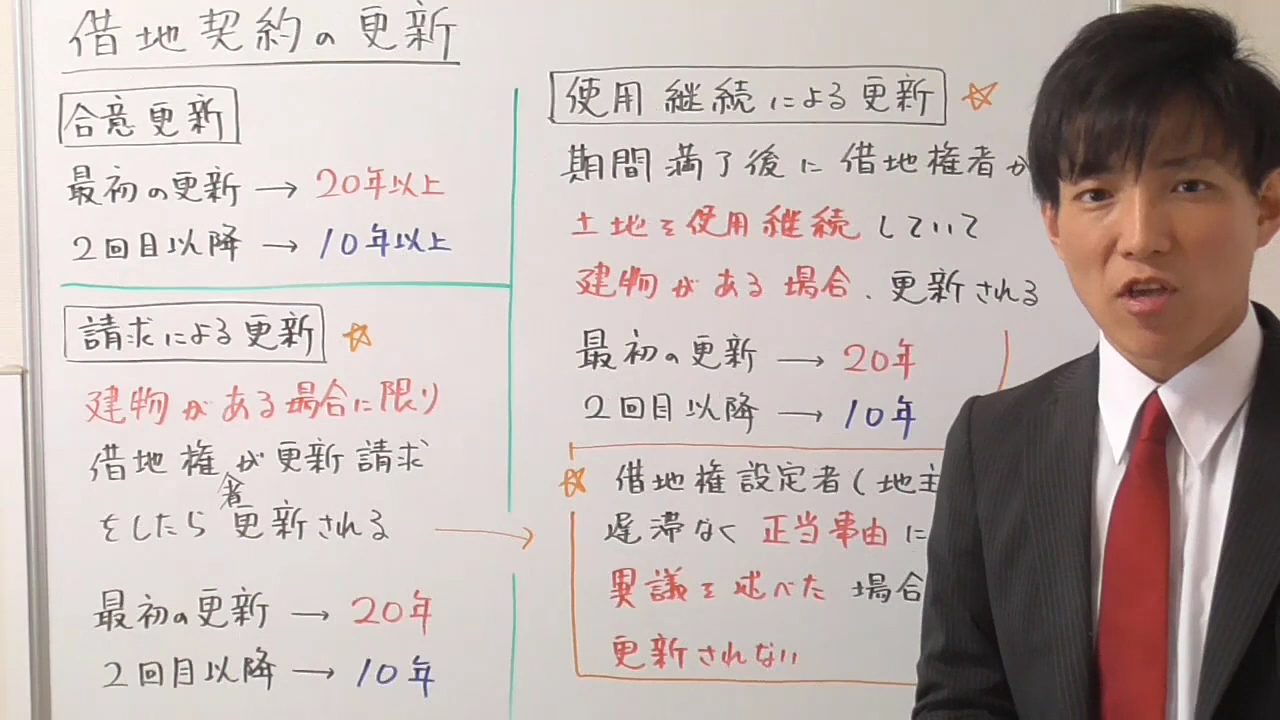 借地契約の更新
合意更新
最初の更新 → 20年以上
2回目以降 → 10年以上
請求による更新 ☆
建物がある場合に限り
借地権者が更新請求
をしたら更新される
最初の更新 → 20年
2回目以降 → 10年
使用継続による更新 ☆
期間満了後に借地権者が
土地を使用継続していて
建物がある場合、更新される
最初の更新 → 20年
2回目以降 → 10年
☆ 借地権設定者(地主
遅滞なく正当事由に
異議を述べた場合
更新されない